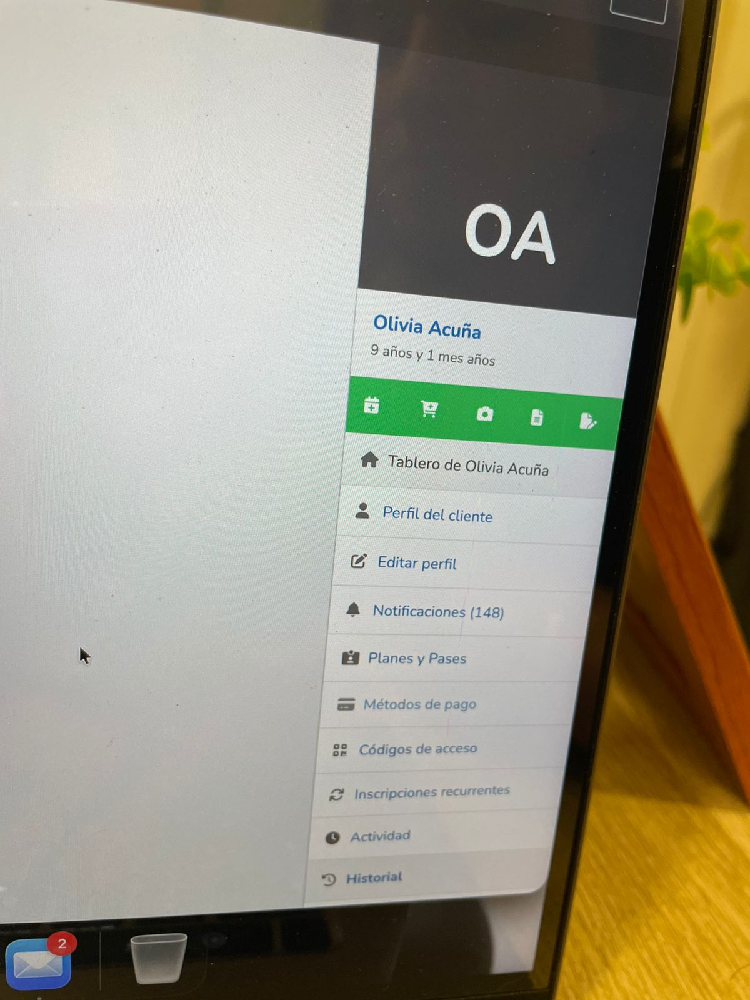 OA
Olivia Acuña
9 años y 1 mes años
Tablero de Olivia Acuña
Perfil del cliente
Editar perfil
Notificaciones (148)
Planes y Pases
Métodos de pago
Códigos de acceso
Inscripciones recurrentes
Actividad
Historial
2